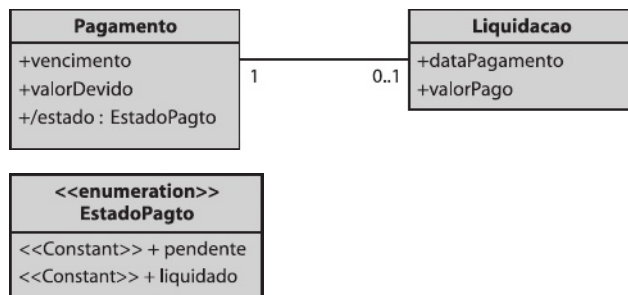 Pagamento
+vencimento
+valorDevido
+/estado : EstadoPagto
1
0..1
Liquidacao
+dataPagamento
+valorPago
<<enumeration>>
EstadoPagto
<<Constant>> + pendente
<<Constant>> + liquidado